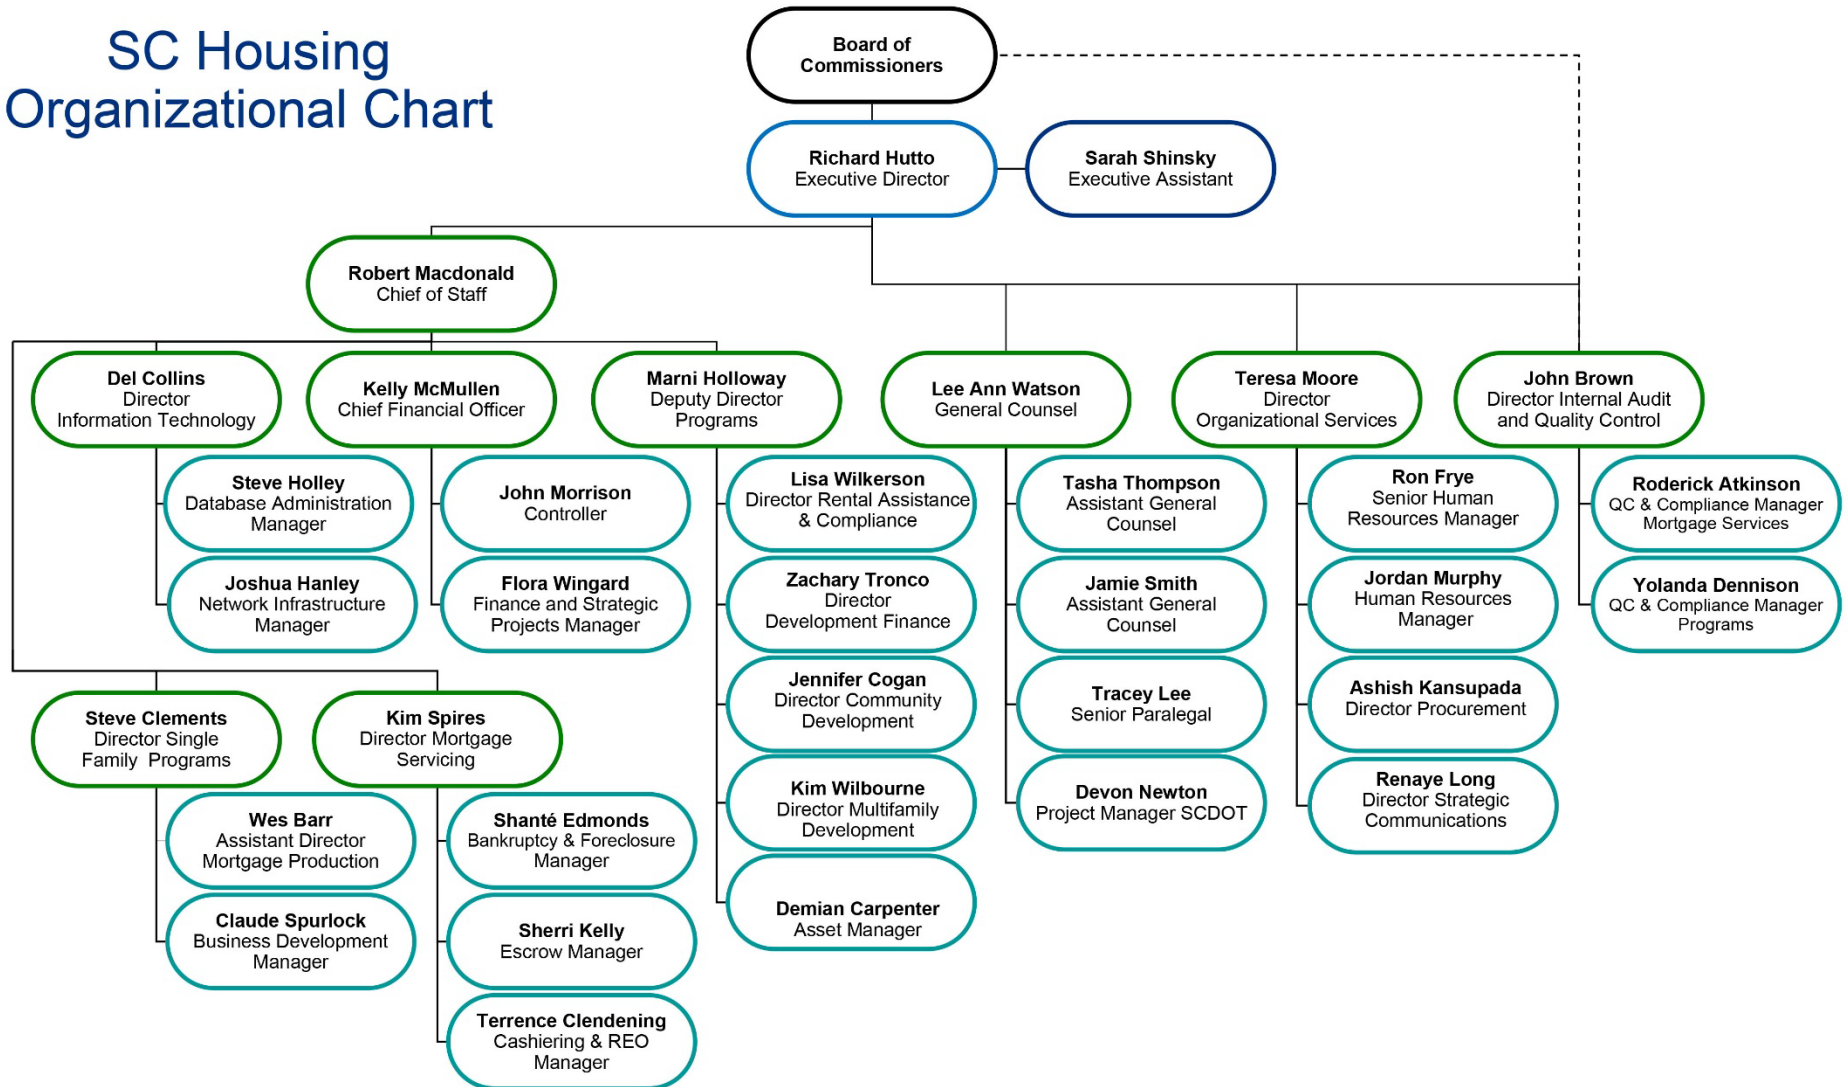 SC Housing
Organizational Chart
Board of
Commissioners
Richard Hutto
Executive Director
Sarah Shinsky
Executive Assistant
Robert Macdonald
Chief of Staff
Del Collins
Director
Information Technology
Kelly McMullen
Chief Financial Officer
Marni Holloway
Deputy Director
Programs
Lee Ann Watson
General Counsel
Teresa Moore
Director
Organizational Services
John Brown
Director Internal Audit
and Quality Control
Steve Holley
Database Administration
Manager
John Morrison
Controller
Lisa Wilkerson
Director Rental Assistance
& Compliance
Tasha Thompson
Assistant General
Counsel
Ron Frye
Senior Human
Resources Manager
Roderick Atkinson
QC & Compliance Manager
Mortgage Services
Joshua Hanley
Network Infrastructure
Manager
Flora Wingard
Finance and Strategic
Projects Manager
Zachary Tronco
Director
Development Finance
Jamie Smith
Assistant General
Counsel
Jordan Murphy
Human Resources
Manager
Yolanda Dennison
QC & Compliance Manager
Programs
Steve Clements
Director Single
Family  Programs
Kim Spires
Director Mortgage
Servicing
Jennifer Cogan
Director Community
Development
Tracey Lee
Senior Paralegal
Ashish Kansupada
Director Procurement
Wes Barr
Assistant Director
Mortgage Production
Shanté Edmonds
Bankruptcy & Foreclosure
Manager
Kim Wilbourne
Director Multifamily
Development
Devon Newton
Project Manager SCDOT
Renaye Long
Director Strategic
Communications
Claude Spurlock
Business Development
Manager
Sherri Kelly
Escrow Manager
Demian Carpenter
Asset Manager
Terrence Clendening
Cashiering & REO
Manager